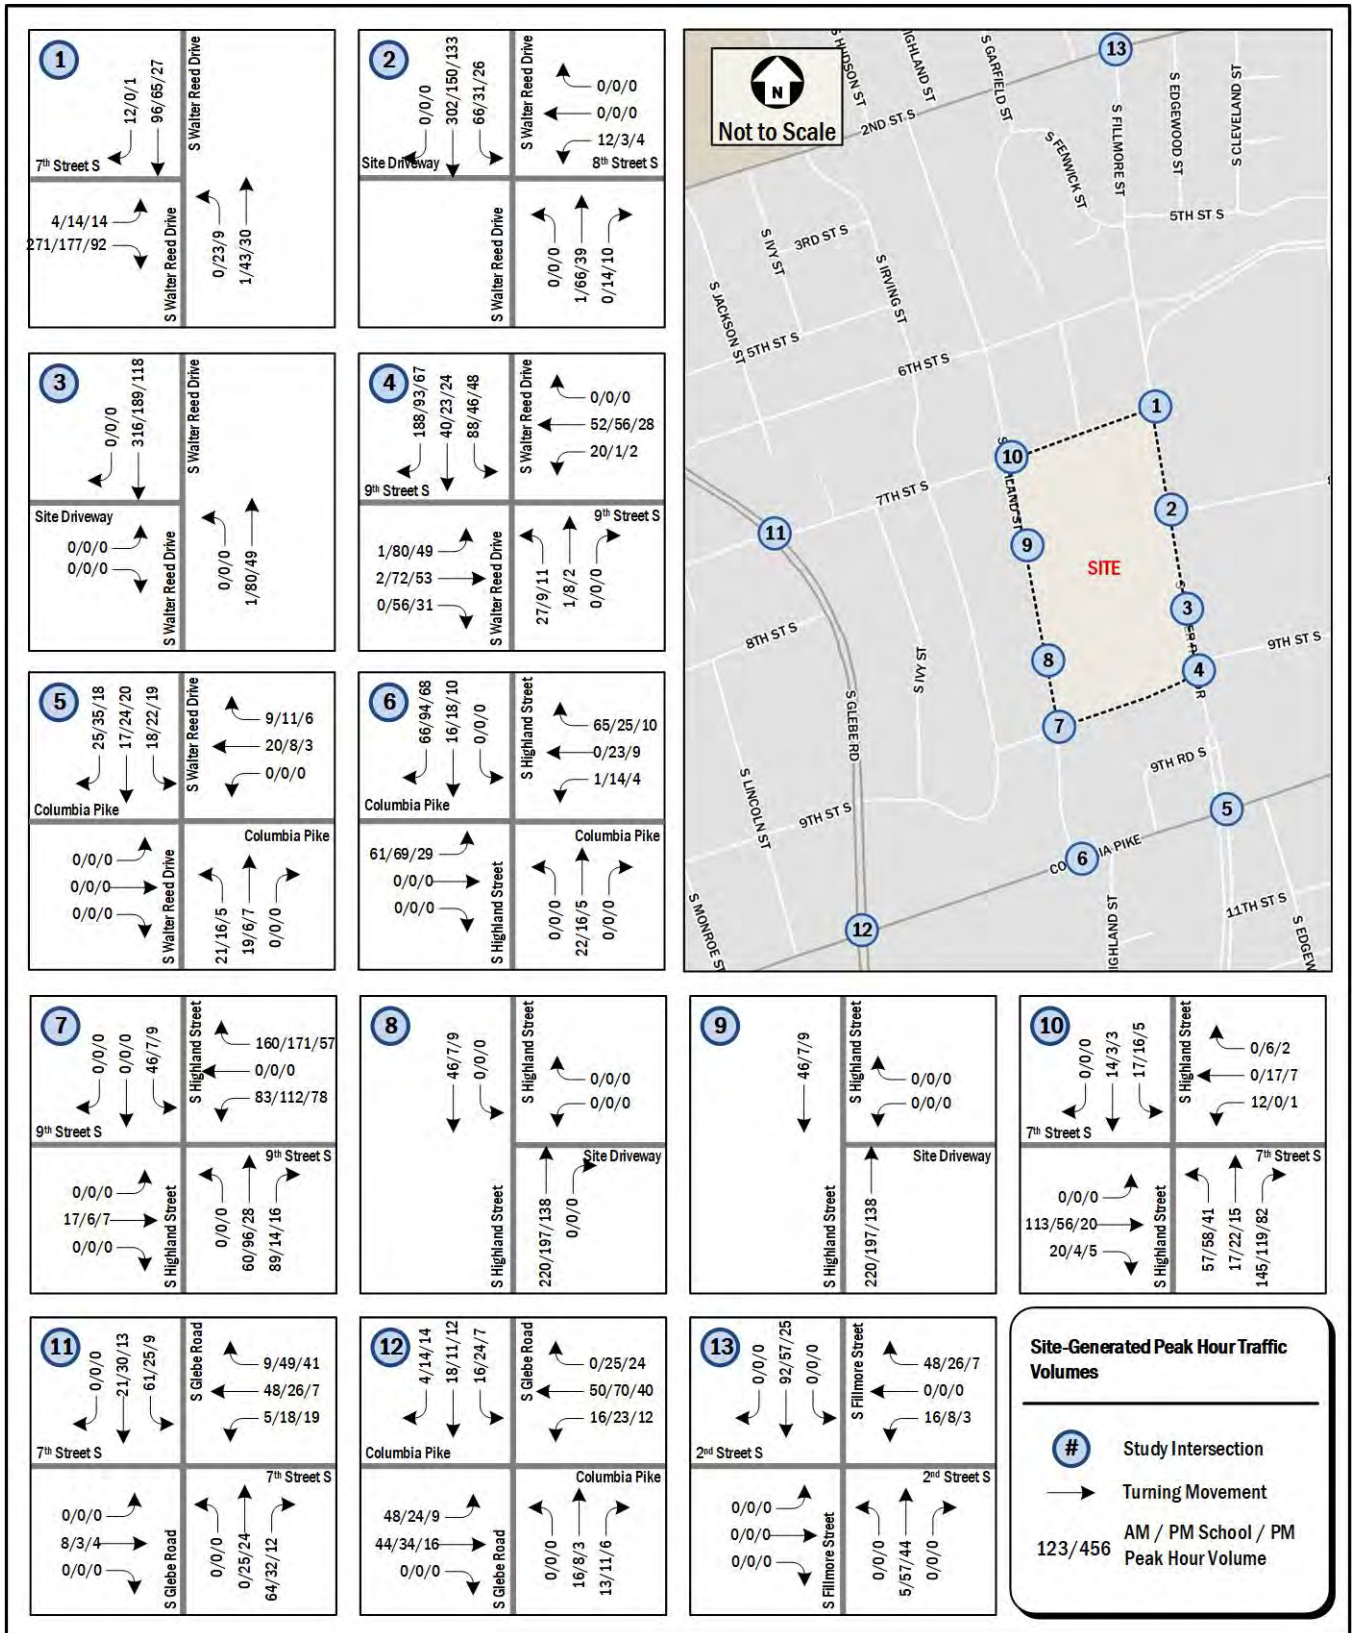 1
12/0/1
96/65/27
S Walter Reed Drive
7th Street S
4/14/14
271/177/92
S Walter Reed Drive
0/23/9
1/43/30
2
0/0/0
302/150/133
66/31/26
S Walter Reed Drive
0/0/0
0/0/0
12/3/4
Site Driveway
8th Street S
S Walter Reed Drive
0/0/0
1/66/39
0/14/10
3
0/0/0
316/189/118
S Walter Reed Drive
Site Driveway
0/0/0
0/0/0
S Walter Reed Drive
0/0/0
1/80/49
4
188/93/67
40/23/24
88/46/48
S Walter Reed Drive
0/0/0
52/56/28
20/1/2
9th Street S
9th Street S
1/80/49
2/72/53
0/56/31
S Walter Reed Drive
27/9/11
1/8/2
0/0/0
5
25/35/18
17/24/20
18/22/19
S Walter Reed Drive
9/11/6
20/8/3
0/0/0
Columbia Pike
Columbia Pike
0/0/0
0/0/0
0/0/0
S Walter Reed Drive
21/16/5
19/6/7
0/0/0
6
66/94/68
16/18/10
0/0/0
S Highland Street
65/25/10
0/23/9
1/14/4
Columbia Pike
Columbia Pike
61/69/29
0/0/0
0/0/0
S Highland Street
0/0/0
22/16/5
0/0/0
N
Not to Scale
S HUDSON ST
IGHLAND ST
S GARFIELD ST
2ND ST S
13
S FILLMORE ST
S EDGEWOOD ST
S CLEVELAND ST
S FENWICK ST
5TH ST S
S IVY ST
3RD ST S
S IRVING ST
S JACKSON ST
5TH ST S
6TH ST S
1
10
7TH ST S
LAND ST
2
11
9
SITE
3
8TH ST S
8
4
9TH ST S
S IVY ST
S GLEBE RD
7
9TH RD S
S LINCOLN ST
9TH ST S
5
6
CO
IA PIKE
S MONROE ST
12
IGHLAND ST
11TH ST S
S EDGEW
7
0/0/0
0/0/0
46/7/9
S Highland Street
160/171/57
0/0/0
83/112/78
9th Street S
9th Street S
0/0/0
17/6/7
0/0/0
S Highland Street
0/0/0
60/96/28
89/14/16
8
46/7/9
0/0/0
0/0/0
0/0/0
Site Driveway
S Highland Street
220/197/138
0/0/0
9
46/7/9
0/0/0
0/0/0
Site Driveway
S Highland Street
220/197/138
10
0/0/0
14/3/3
17/16/5
S Highland Street
0/6/2
0/17/7
12/0/1
7th Street S
7th Street S
0/0/0
113/56/20
20/4/5
S Highland Street
57/58/41
17/22/15
145/119/82
11
0/0/0
21/30/13
61/25/9
S Glebe Road
9/49/41
48/26/7
5/18/19
7th Street S
7th Street S
0/0/0
8/3/4
0/0/0
S Glebe Road
0/0/0
0/25/24
64/32/12
12
4/14/14
18/11/12
16/24/7
S Glebe Road
0/25/24
50/70/40
16/23/12
Columbia Pike
Columbia Pike
48/24/9
44/34/16
0/0/0
S Glebe Road
0/0/0
16/8/3
13/11/6
13
0/0/0
92/57/25
0/0/0
S Fillmore Street
48/26/7
0/0/0
16/8/3
2nd Street S
2nd Street S
0/0/0
0/0/0
0/0/0
S Fillmore Street
0/0/0
5/57/44
0/0/0
Site-Generated Peak Hour Traffic
Volumes
# Study Intersection
Turning Movement
123/456 AM / PM School / PM
Peak Hour Volume